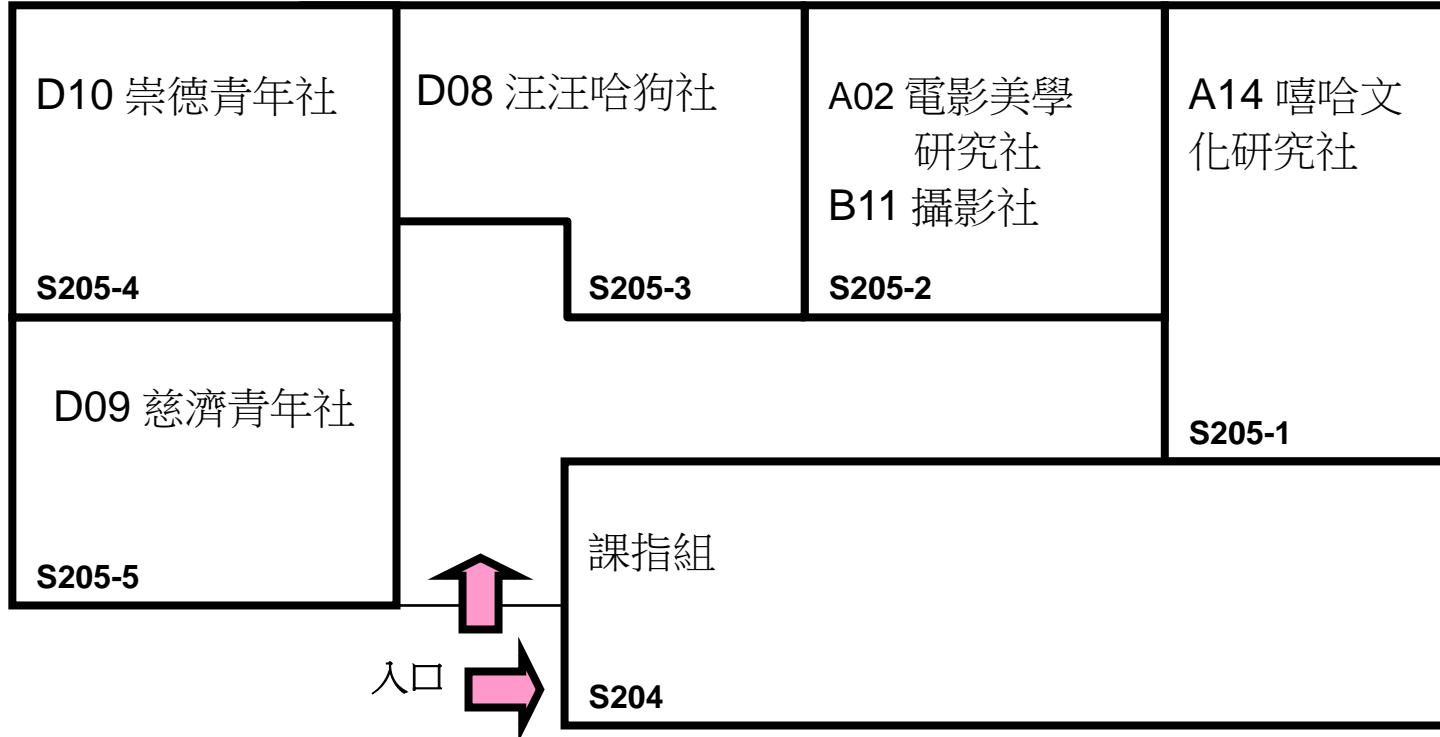 D10 崇德青年社
S205-4
D08 汪汪哈狗社
S205-3
A02 電影美學
研究社
B11 攝影社
S205-2
A14 嘻哈文
化研究社
S205-1
D09 慈濟青年社
S205-5
課指組
S204
入口